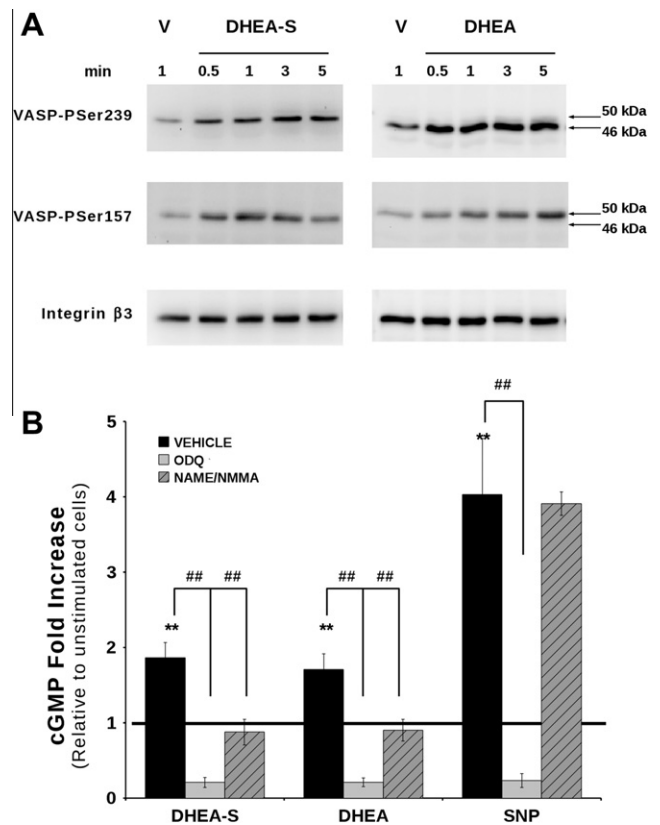 A
V DHEA-S V DHEA
min 1 0.5 1 3 5 1 0.5 1 3 5
VASP-PSer239
50 kDa
46 kDa
VASP-PSer157
50 kDa
46 kDa
Integrin β3
B
cGMP Fold Increase
(Relative to unstimulated cells)
5
4
3
2
1
0
VEHICLE
ODQ
NAME/NMMA
## ## ## ## ##
** ** **
DHEA-S DHEA SNP